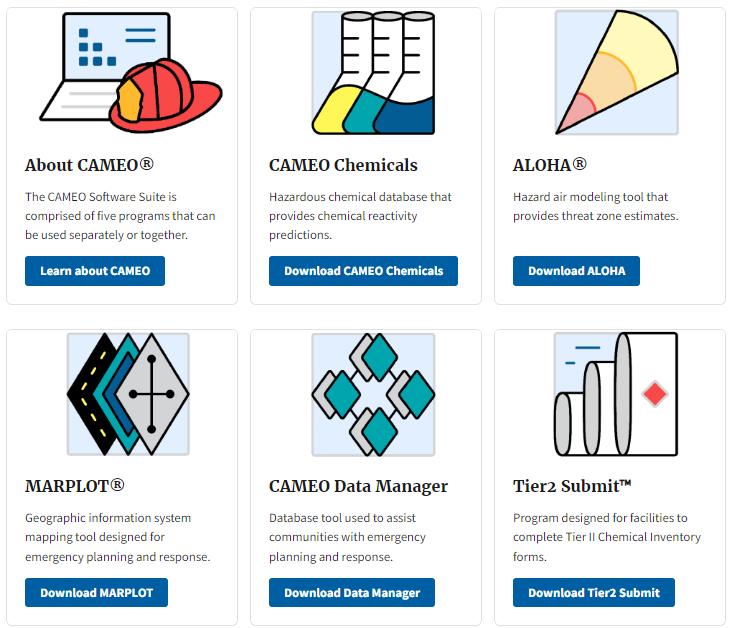 About CAMEO®
The CAMEO Software Suite is
comprised of five programs that can
be used separately or together.
Learn about CAMEO
CAMEO Chemicals
Hazardous chemical database that
provides chemical reactivity
predictions.
Download CAMEO Chemicals
ALOHA®
Hazard air modeling tool that
provides threat zone estimates.
Download ALOHA
MARPLOT®
Geographic information system
mapping tool designed for
emergency planning and response.
Download MARPLOT
CAMEO Data Manager
Database tool used to assist
communities with emergency
planning and response.
Download Data Manager
Tier2 Submit™
Program designed for facilities to
complete Tier II Chemical Inventory
forms.
Download Tier2 Submit